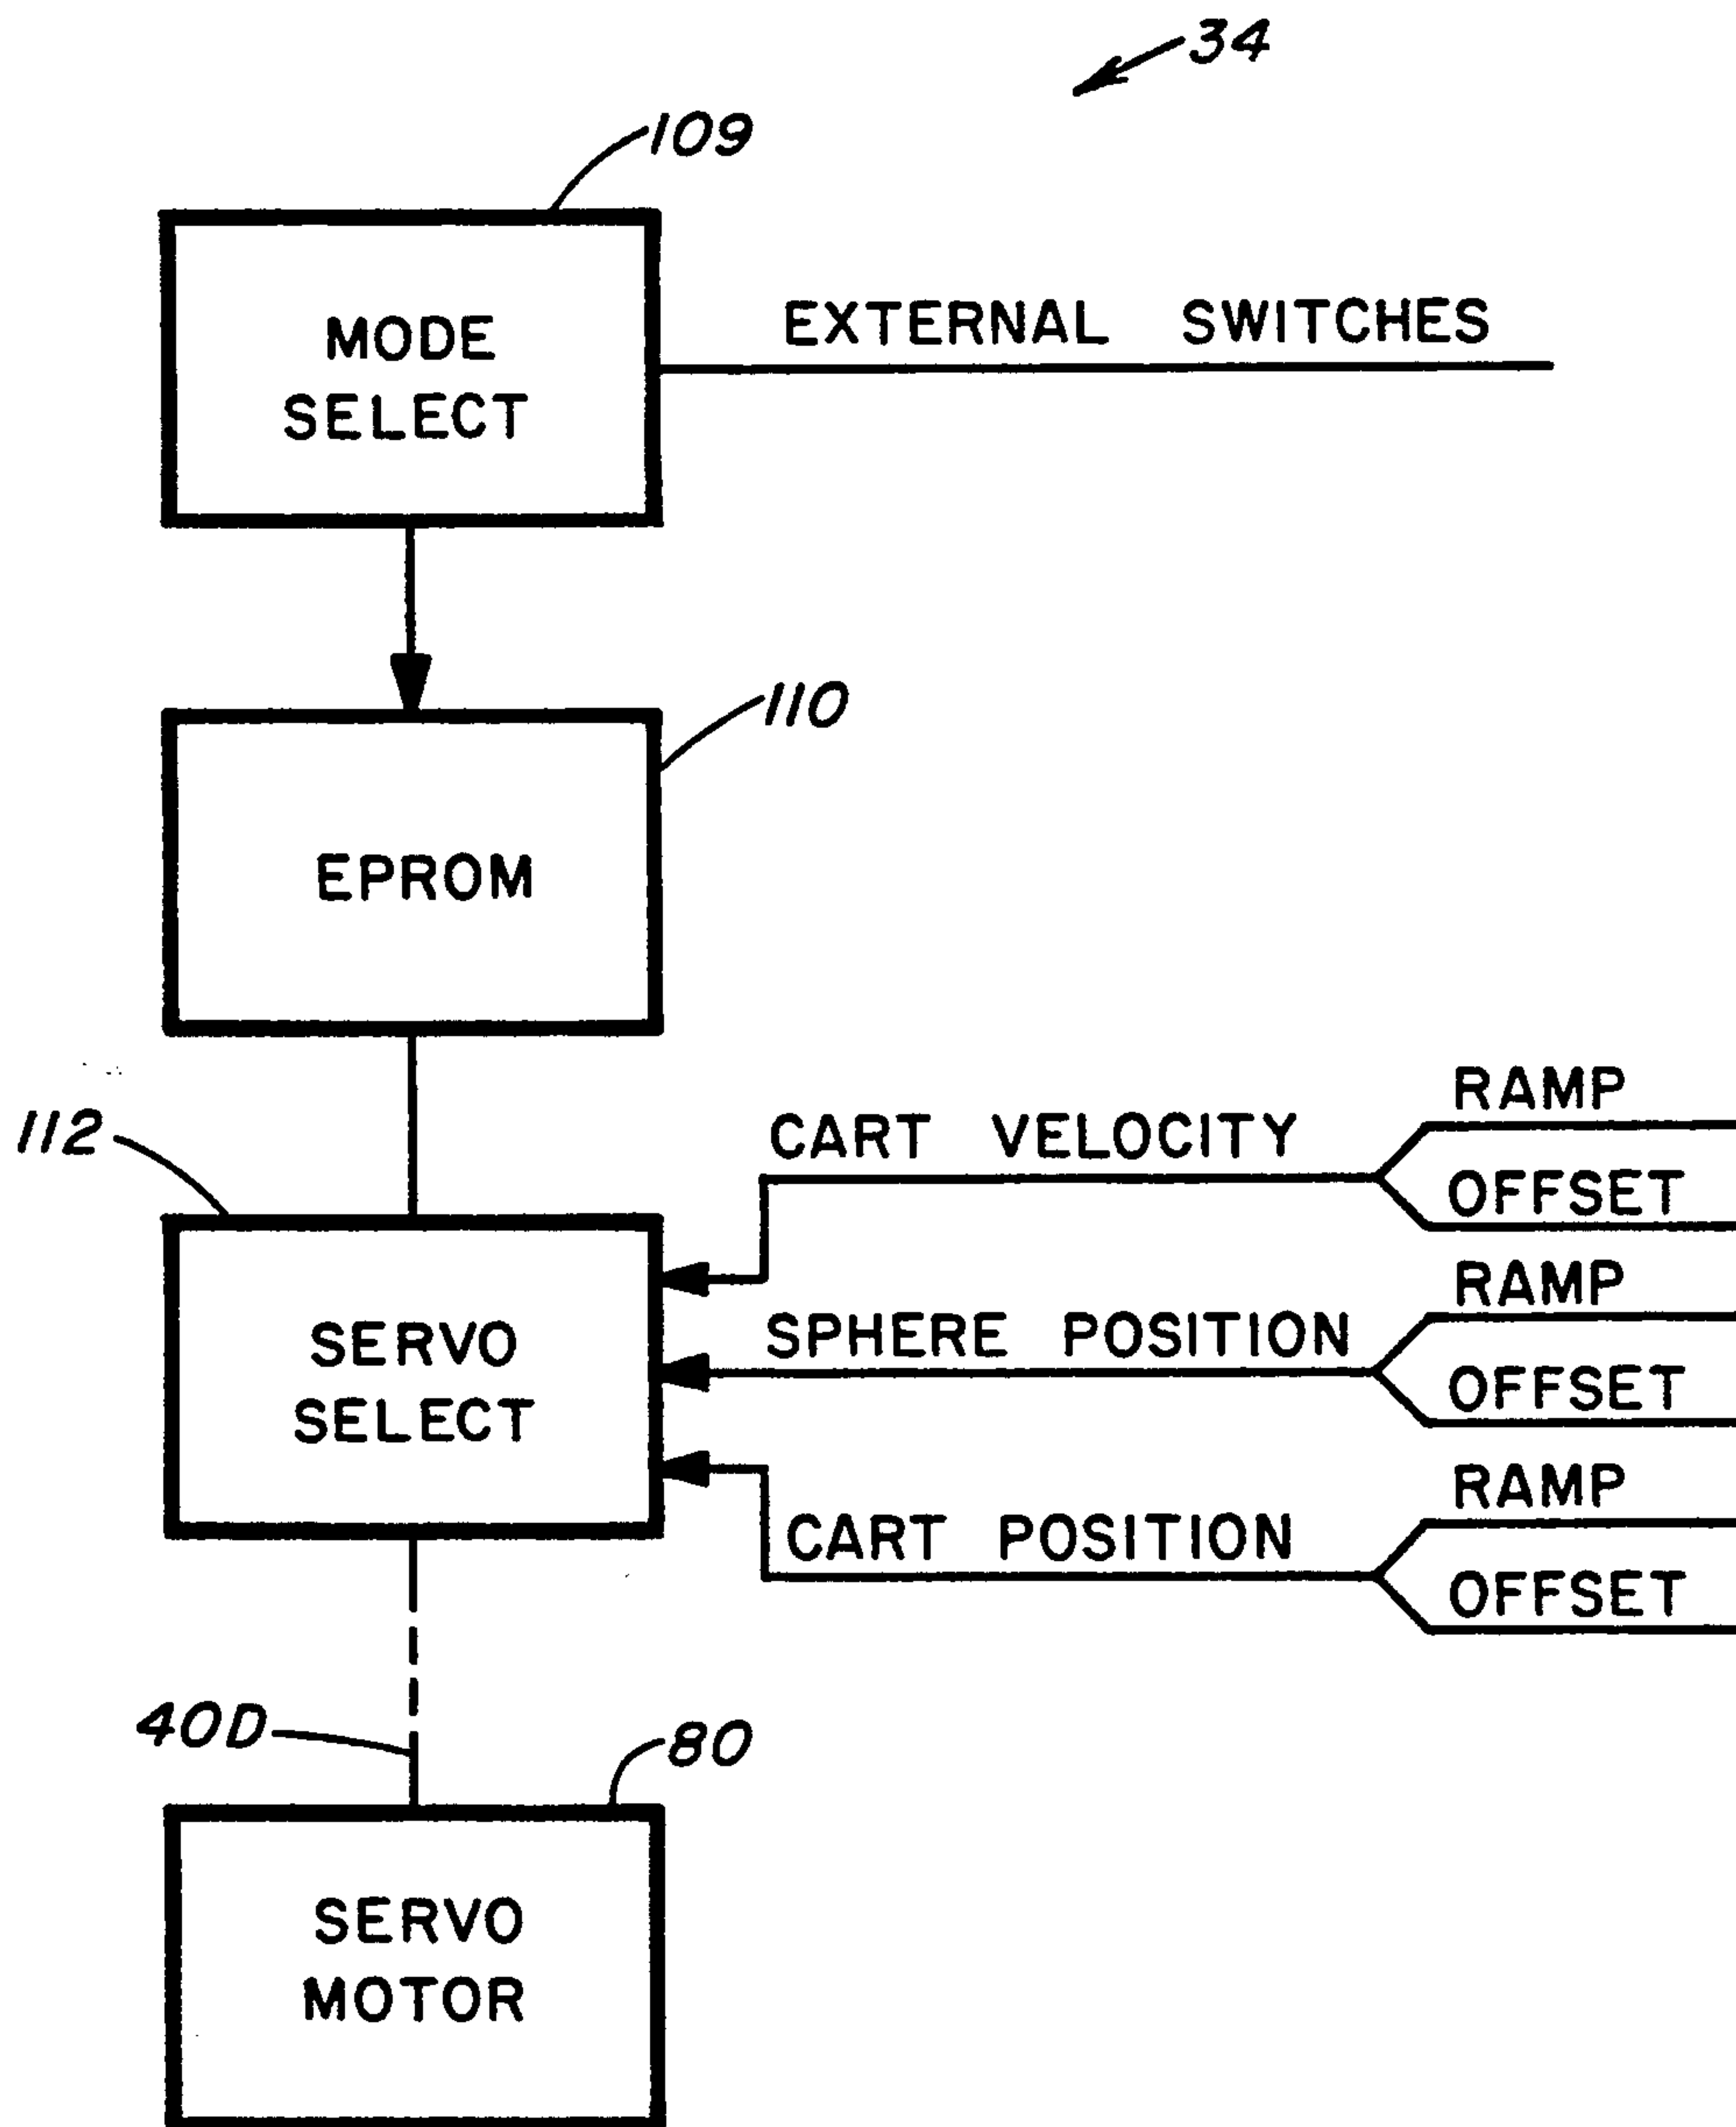 34
109
MODE
SELECT
EXTERNAL SWITCHES
110
EPROM
112
CART VELOCITY
RAMP
OFFSET
SERVO
SELECT
SPHERE POSITION
RAMP
OFFSET
CART POSITION
RAMP
OFFSET
40D
80
SERVO
MOTOR